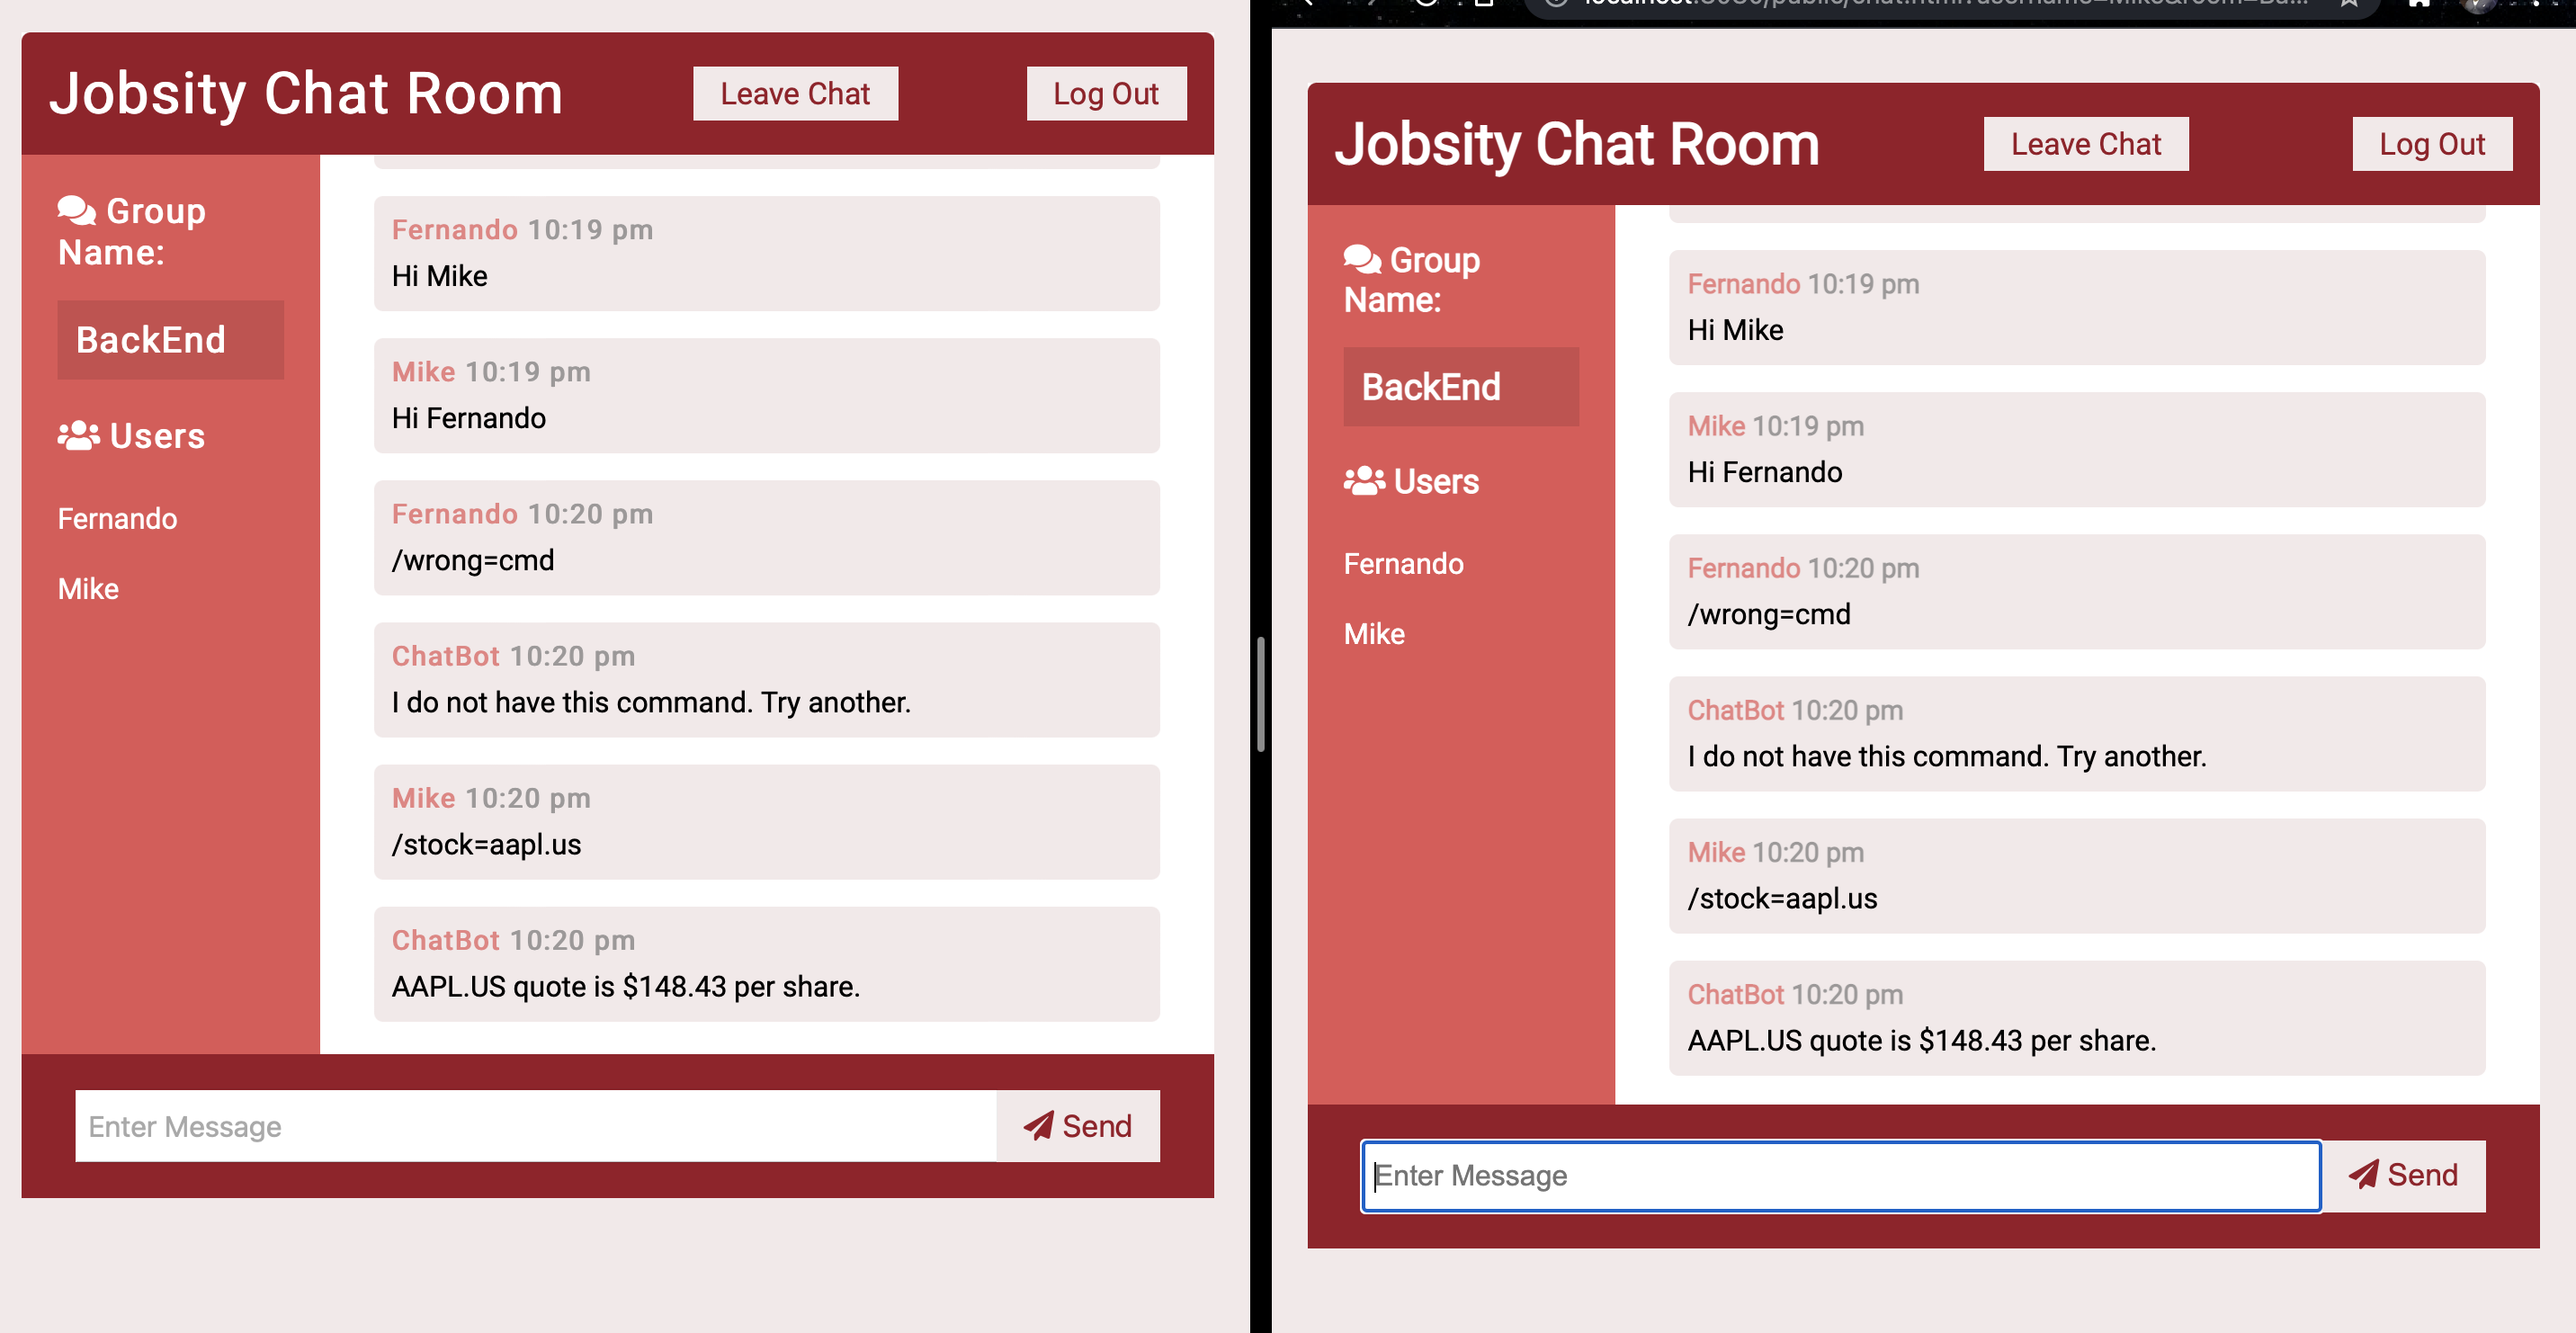 Jobsity Chat Room
Leave Chat
Log Out
Group
Name:
BackEnd
Users
Fernando
Mike
Fernando 10:19 pm
Hi Mike
Mike 10:19 pm
Hi Fernando
Fernando 10:20 pm
/wrong=cmd
ChatBot 10:20 pm
I do not have this command. Try another.
Mike 10:20 pm
/stock=aapl.us
ChatBot 10:20 pm
AAPL.US quote is $148.43 per share.
Enter Message
Send
Jobsity Chat Room
Leave Chat
Log Out
Group
Name:
BackEnd
Users
Fernando
Mike
Fernando 10:19 pm
Hi Mike
Mike 10:19 pm
Hi Fernando
Fernando 10:20 pm
/wrong=cmd
ChatBot 10:20 pm
I do not have this command. Try another.
Mike 10:20 pm
/stock=aapl.us
ChatBot 10:20 pm
AAPL.US quote is $148.43 per share.
Enter Message
Send